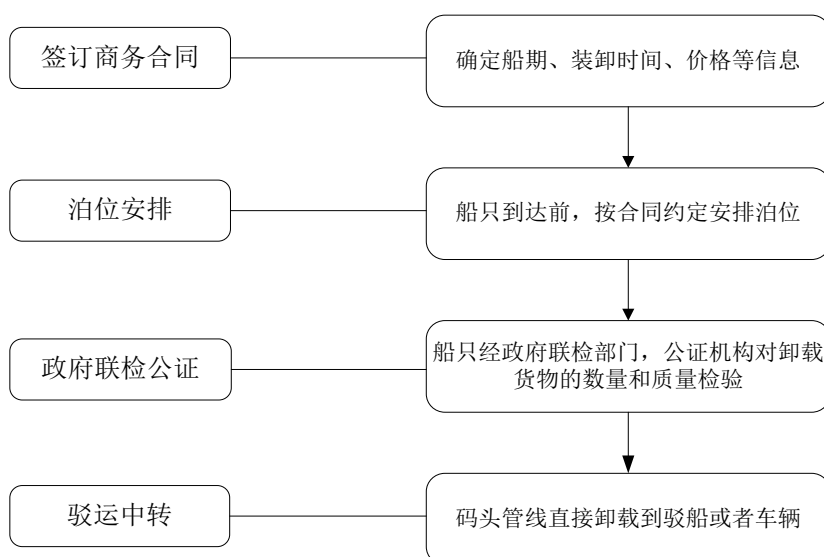 签订商务合同
确定船期、装卸时间、价格等信息
泊位安排
船只到达前，按合同约定安排泊位
政府联检公证
船只经政府联检部门，公证机构对卸载
货物的数量和质量检验
驳运中转
码头管线直接卸载到驳船或者车辆